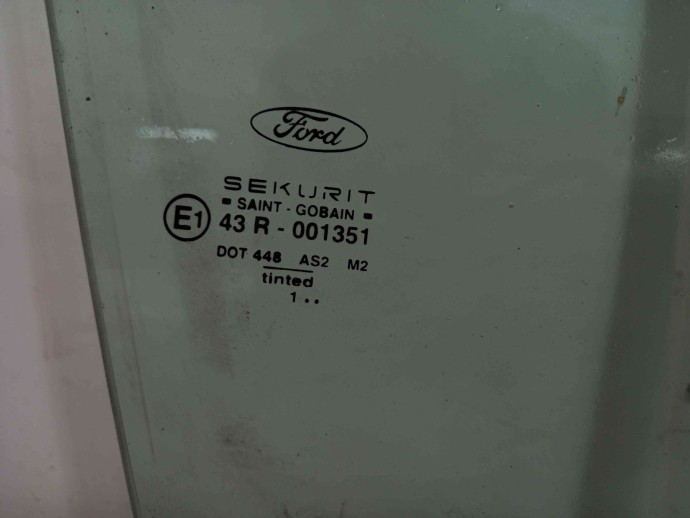 Ford
SEKURIT
SAINT - GOBAIN
E1 43 R - 001351
DOT 448 AS2 M2
tinted
1 ..